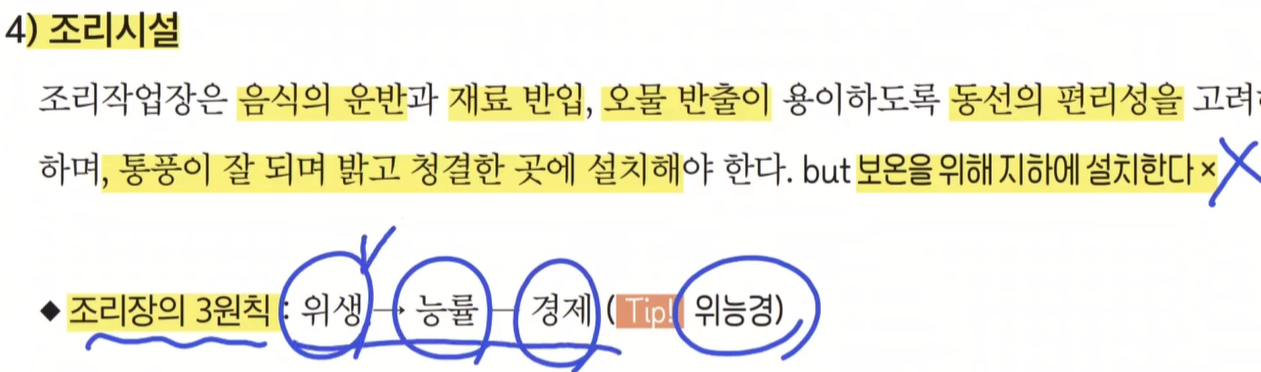 4) 조리시설
조리작업장은 음식의 운반과 재료 반입, 오물 반출이 용이하도록 동선의 편리성을 고려
하며, 통풍이 잘 되며 밝고 청결한 곳에 설치해야 한다. but 보온을 위해 지하에 설치한다 ×
◆ 조리장의 3원칙 : 위생 → 능률 → 경제 (Tip! 위능경)